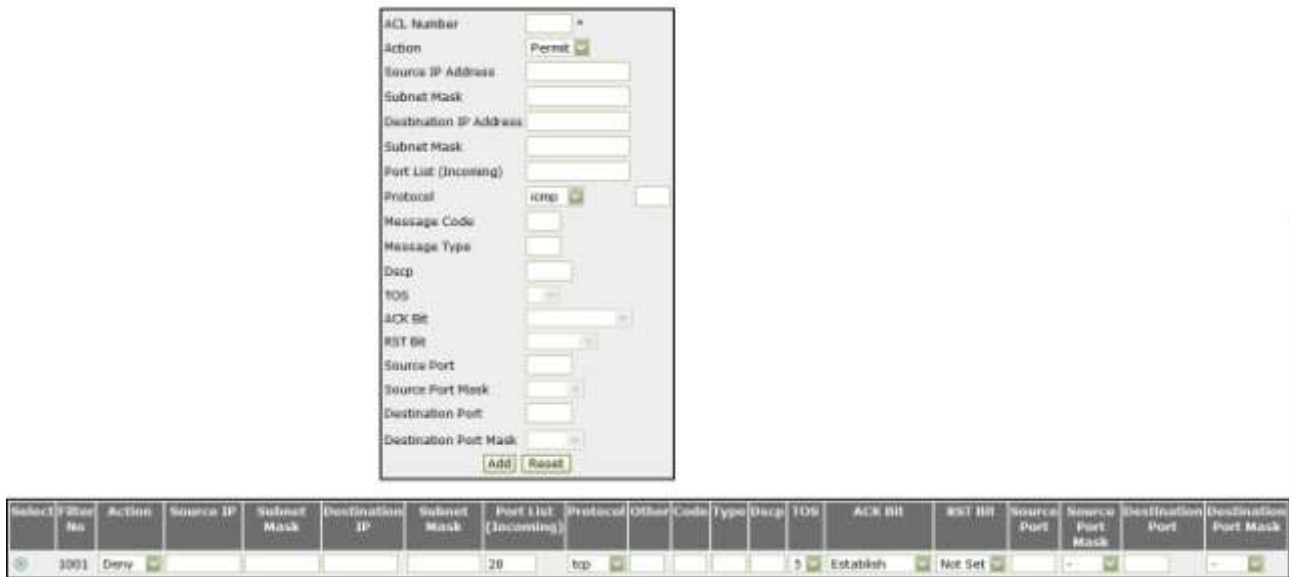 ACL Number *
Action Permit
Source IP Address
Subnet Mask
Destination IP Address
Subnet Mask
Port List (Incoming)
Protocol icmp
Message Code
Message Type
Dscp
TOS
ACK Bit
RST Bit
Source Port
Source Port Mask
Destination Port
Destination Port Mask
Add Reset
Select Filter No Action Source IP Subnet Mask Destination IP Subnet Mask Port List (Incoming) Protocol Other Code Type Dscp TOS ACK Bit RST Bit Source Port Source Port Mask Destination Port Destination Port Mask
1001 Deny 20 tcp 5 Establish Not Set - -